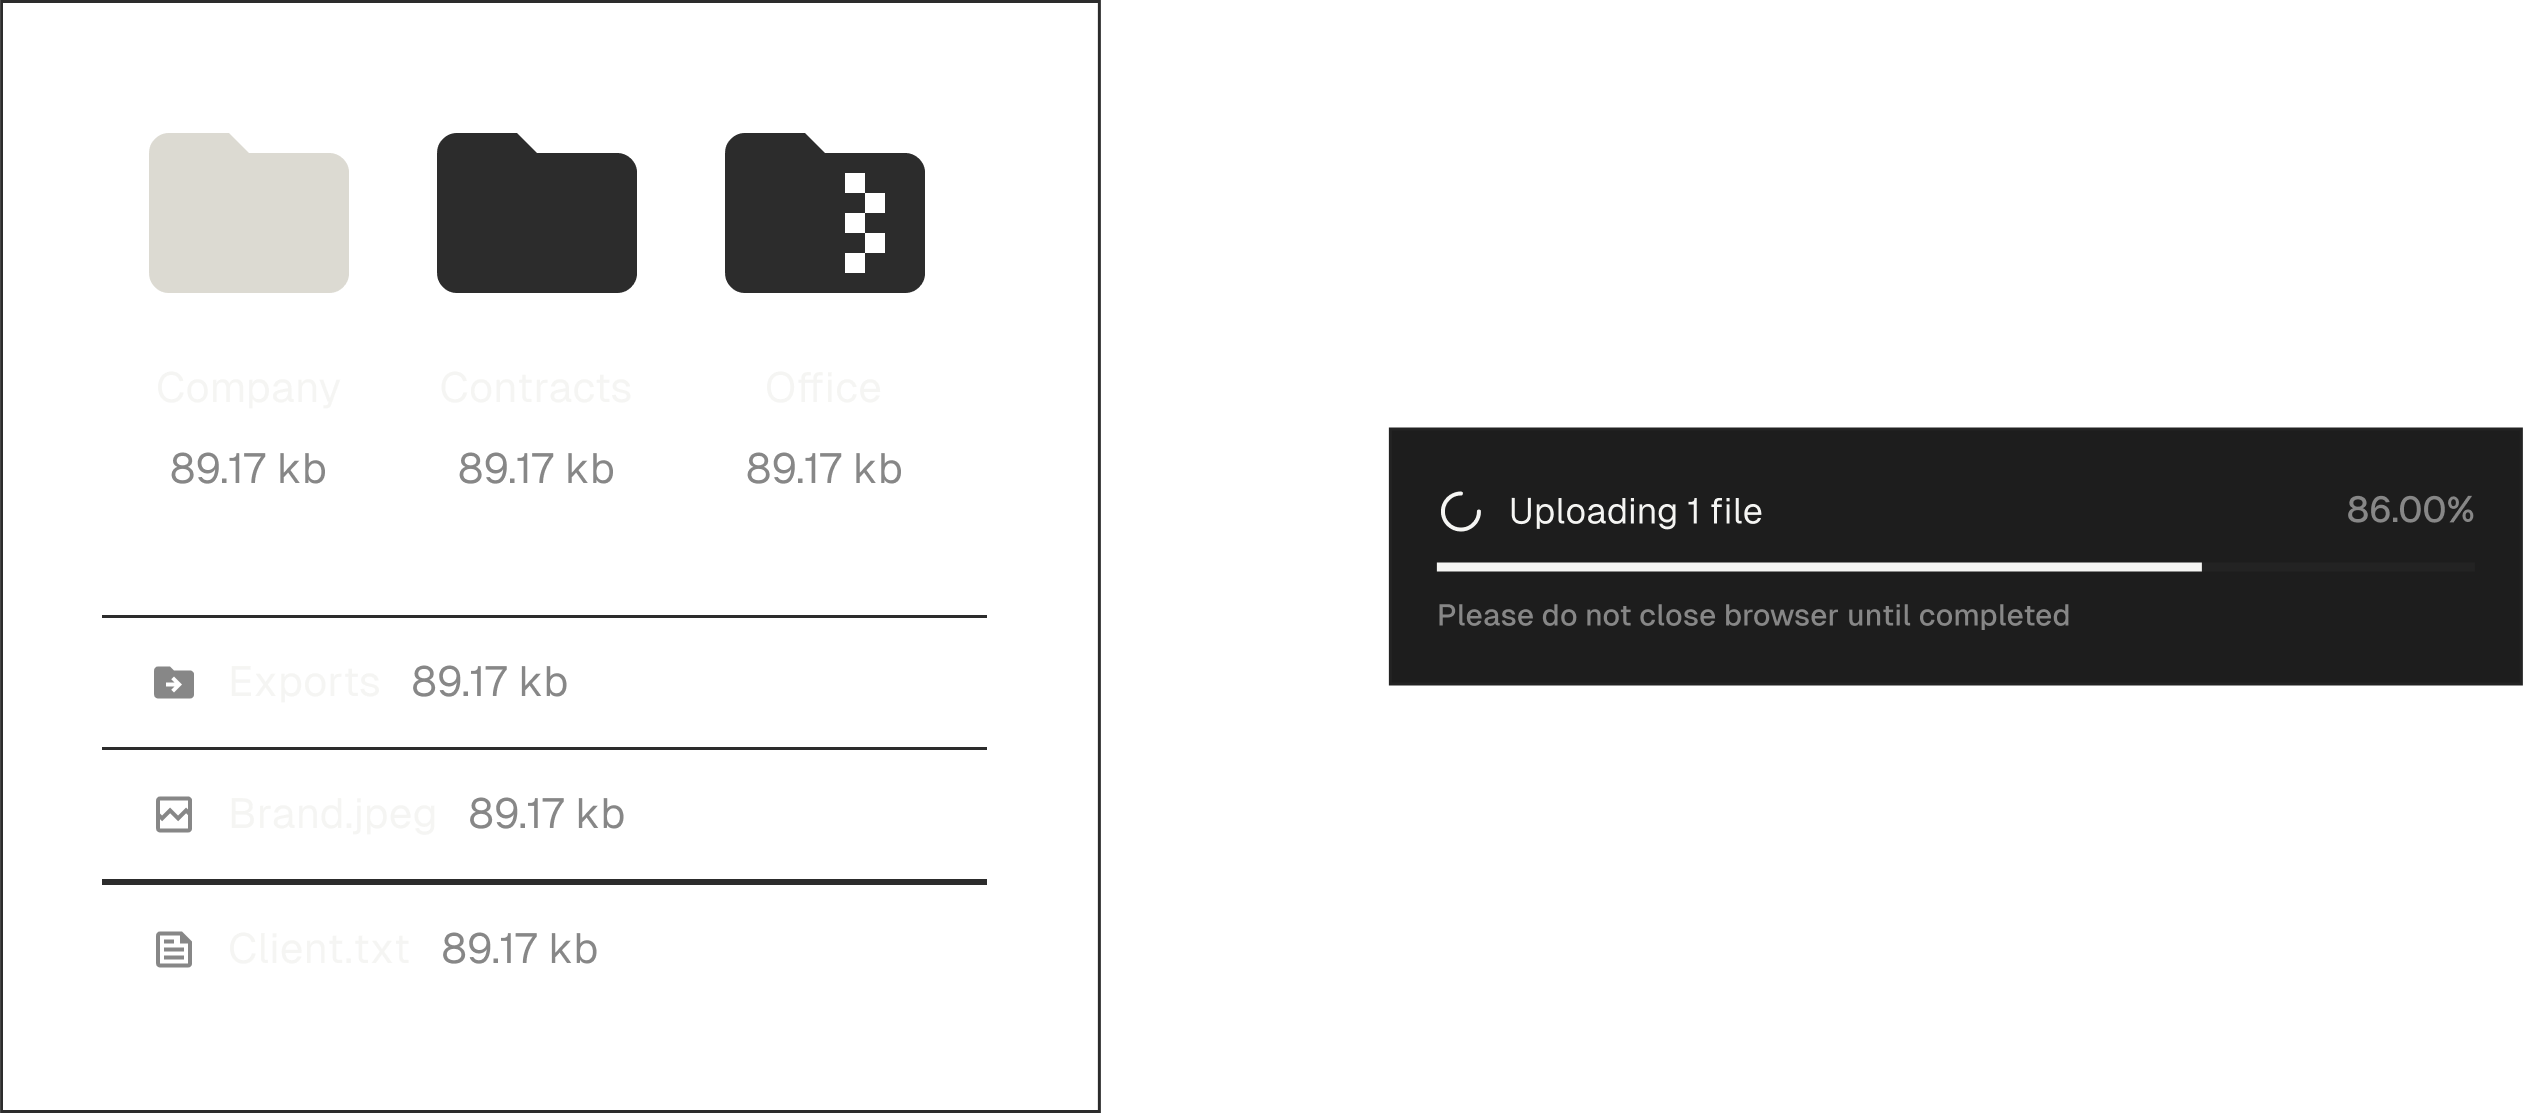 Company Contracts Office
89.17 kb 89.17 kb 89.17 kb
Exports 89.17 kb
Brand.jpeg 89.17 kb
Client.txt 89.17 kb
Uploading 1 file 86.00%
Please do not close browser until completed